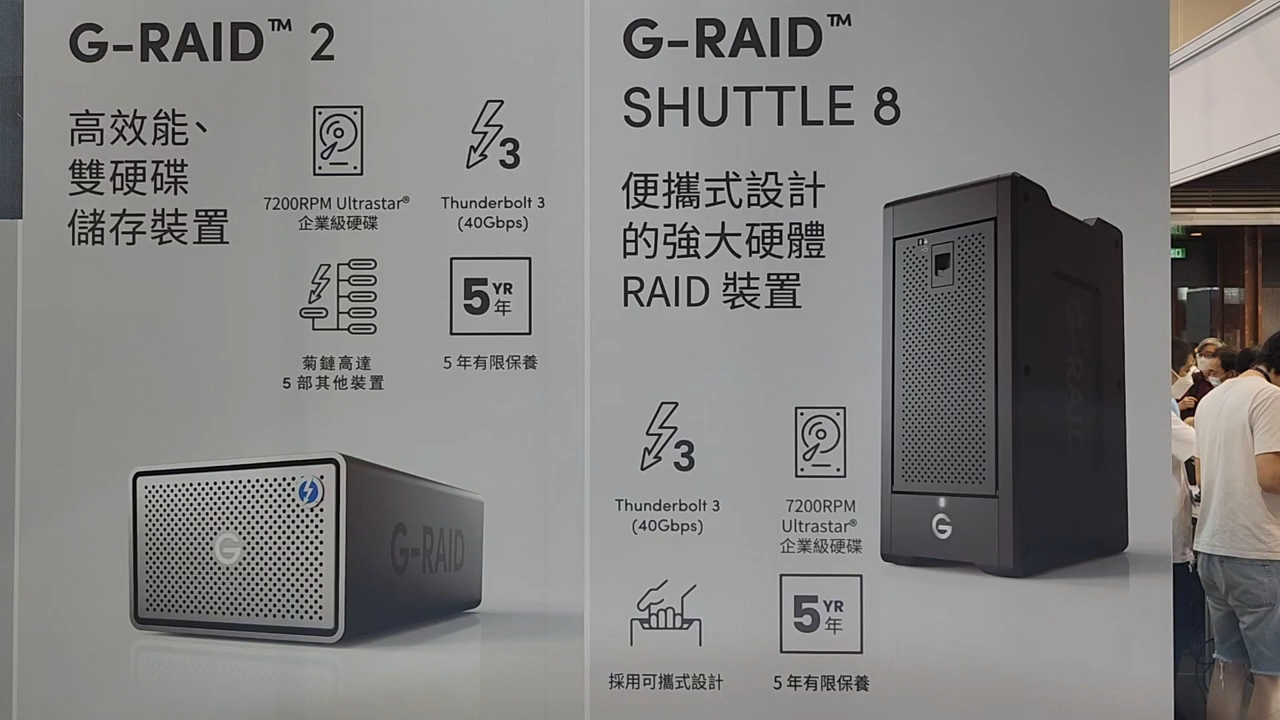 G-RAID™ 2
高效能、
雙硬碟
儲存裝置
7200RPM Ultrastar®
企業級硬碟
3
Thunderbolt 3
(40Gbps)
菊鏈高達
5 部其他裝置
5 YR
年
5 年有限保養
G
G-RAID
G-RAID™
SHUTTLE 8
便攜式設計
的強大硬體
RAID 裝置
3
Thunderbolt 3
(40Gbps)
7200RPM
Ultrastar®
企業級硬碟
採用可攜式設計
5 YR
年
5 年有限保養
G
G-RAID